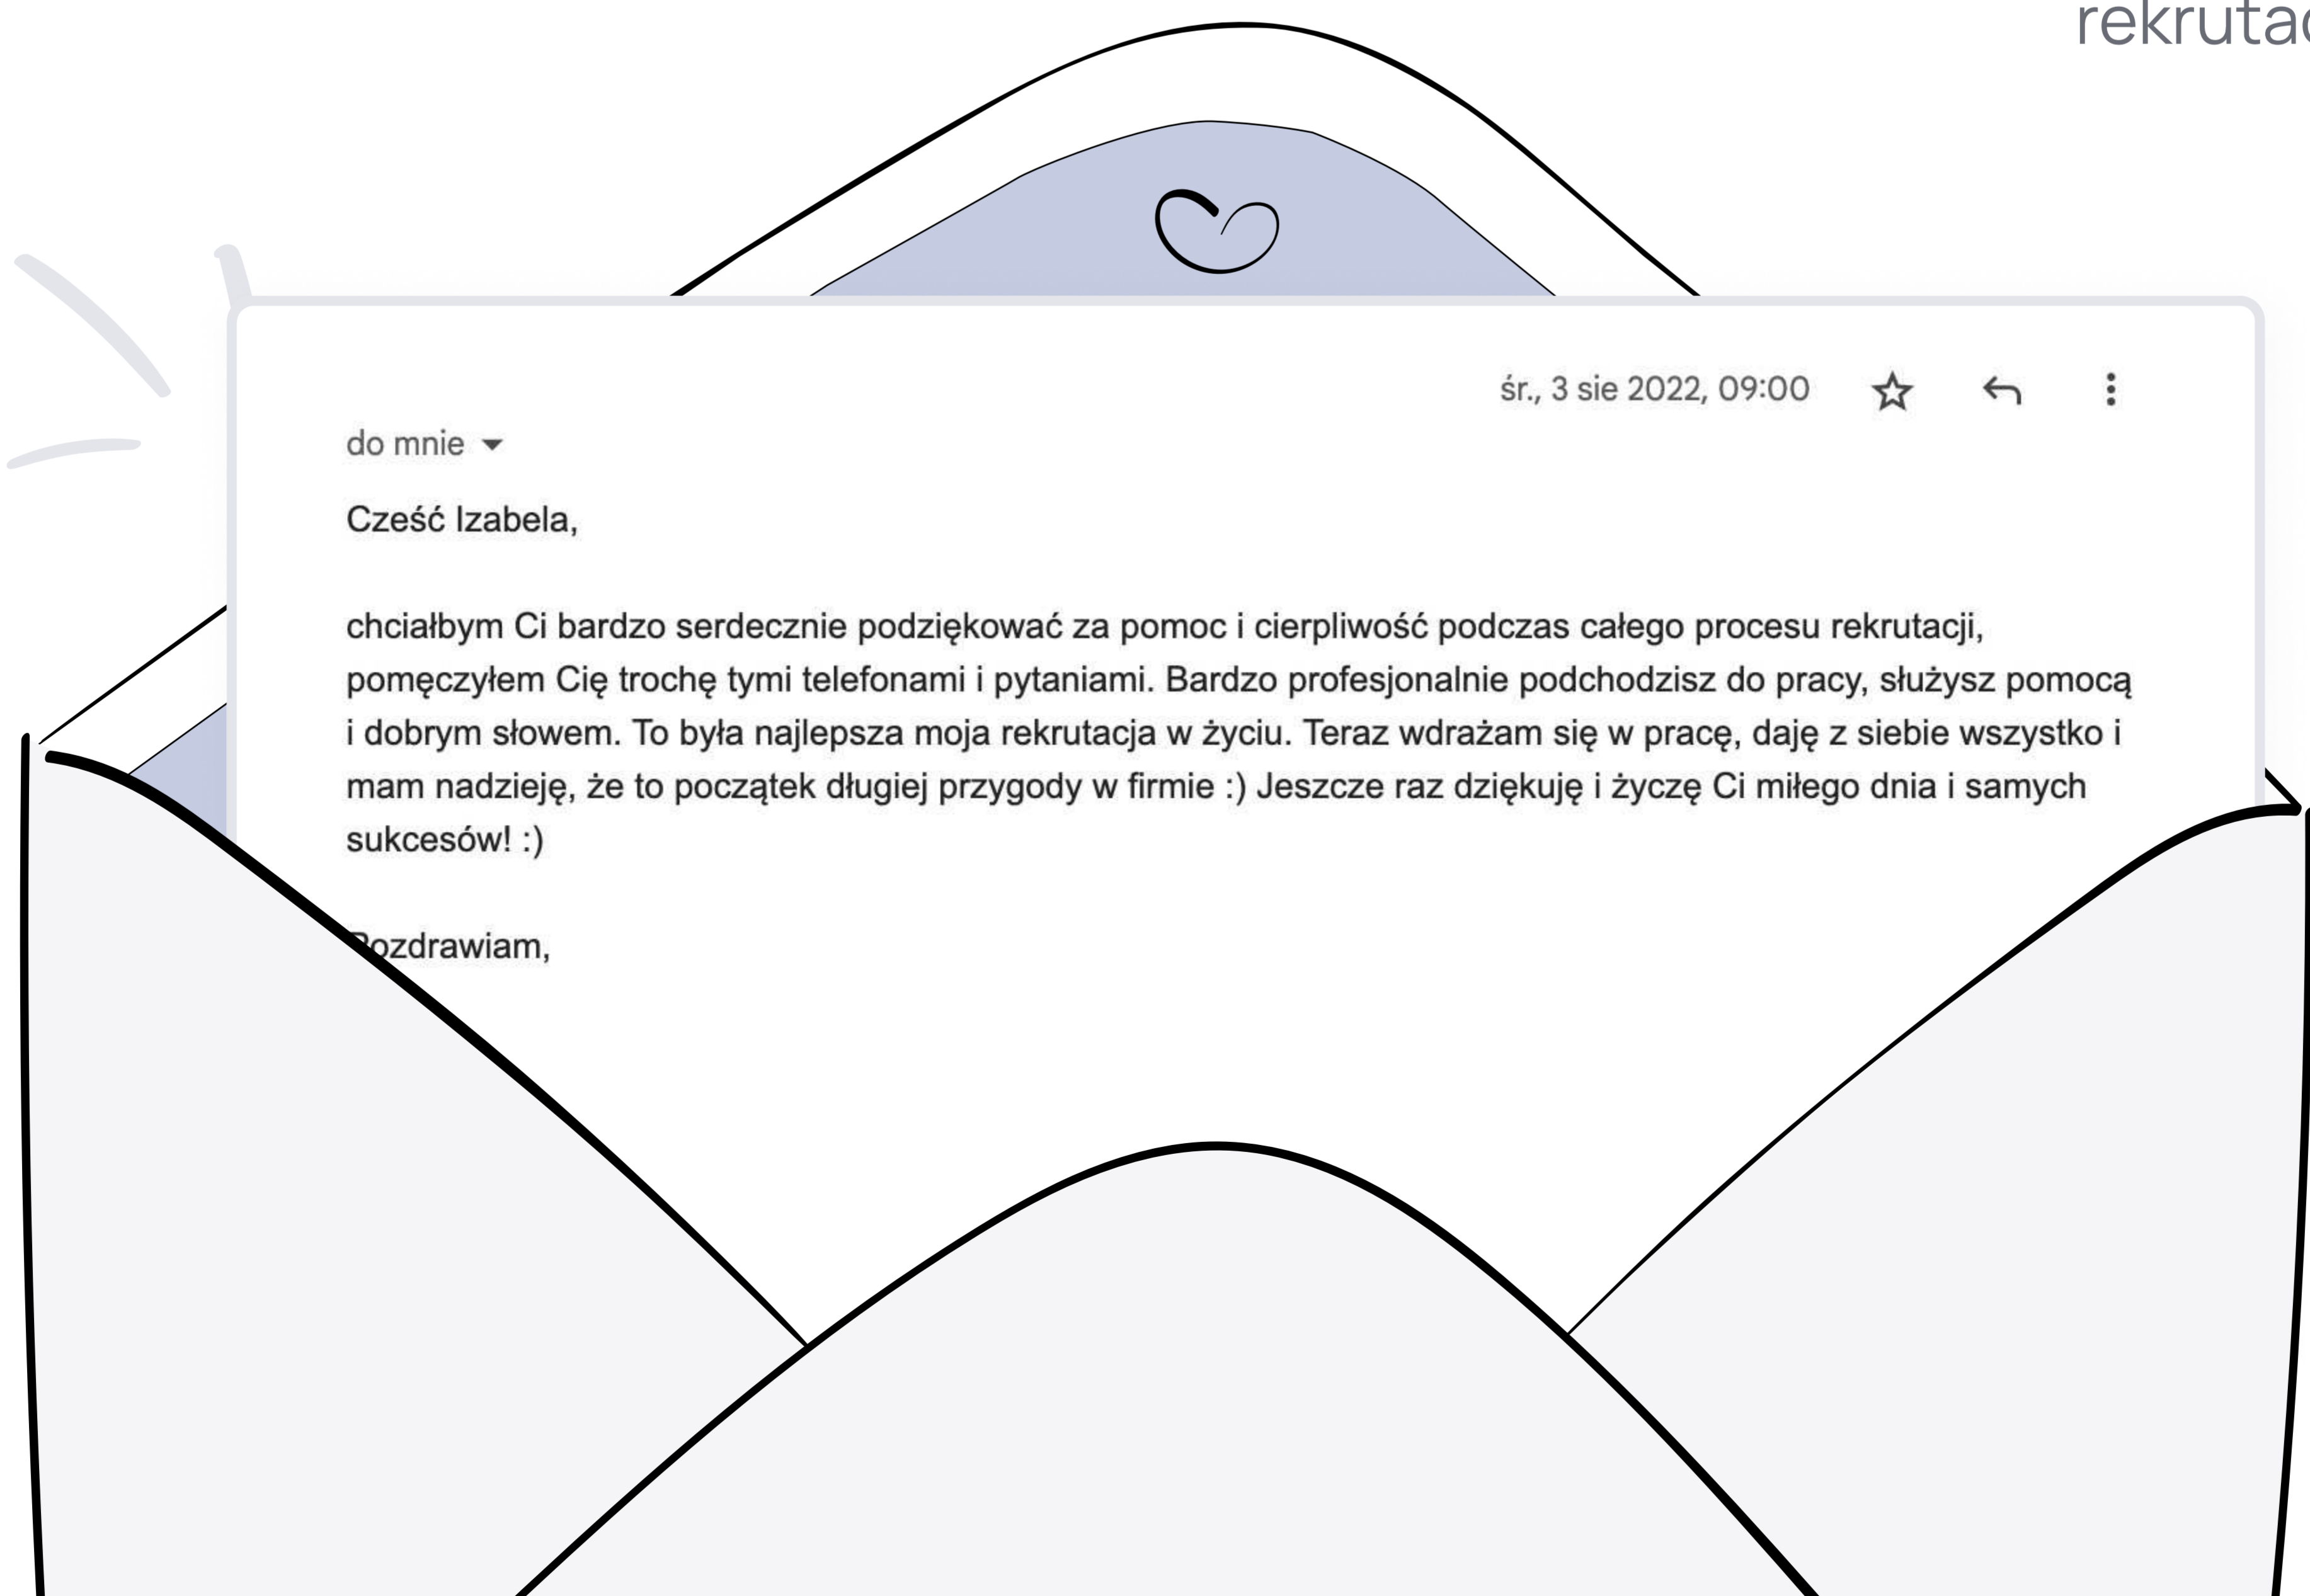 śr., 3 sie 2022, 09:00
do mnie
Cześć Izabela,
chciałbym Ci bardzo serdecznie podziękować za pomoc i cierpliwość podczas całego procesu rekrutacji,
pomęczyłem Cię trochę tymi telefonami i pytaniami. Bardzo profesjonalnie podchodzisz do pracy, służysz pomocą
i dobrym słowem. To była najlepsza moja rekrutacja w życiu. Teraz wdrażam się w pracę, daję z siebie wszystko i
mam nadzieję, że to początek długiej przygody w firmie :) Jeszcze raz dziękuję i życzę Ci miłego dnia i samych
sukcesów! :)
Pozdrawiam,